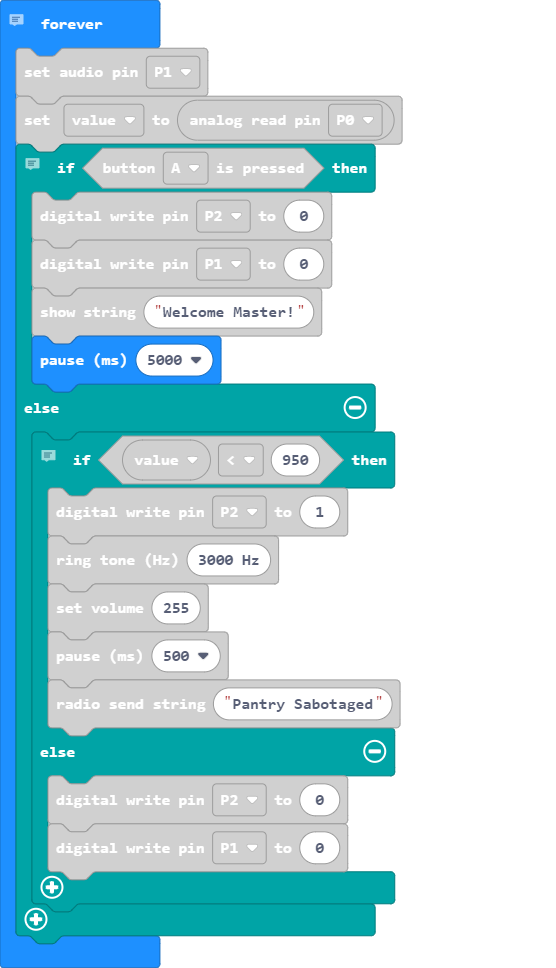 forever
set audio pin P1
set value to analog read pin P0
if button A is pressed then
digital write pin P2 to 0
digital write pin P1 to 0
show string "Welcome Master!"
pause (ms) 5000
else
if value < 950 then
digital write pin P2 to 1
ring tone (Hz) 3000 Hz
set volume 255
pause (ms) 500
radio send string "Pantry Sabotaged"
else
digital write pin P2 to 0
digital write pin P1 to 0